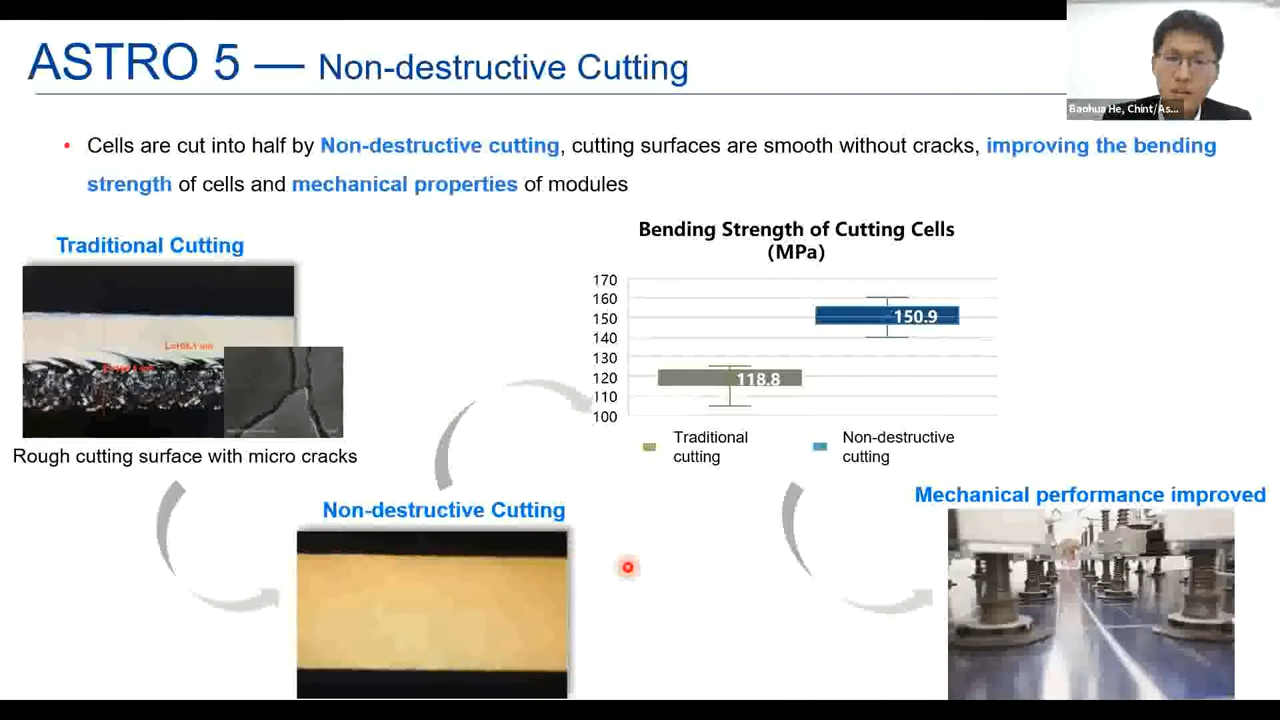 ASTRO 5 — Non-destructive Cutting
Baohua He, Chint/As...
• Cells are cut into half by Non-destructive cutting, cutting surfaces are smooth without cracks, improving the bending
strength of cells and mechanical properties of modules
Traditional Cutting
Rough cutting surface with micro cracks
Non-destructive Cutting
Bending Strength of Cutting Cells
(MPa)
170
160
150
140
130
120
110
100
150.9
118.8
Traditional
cutting
Non-destructive
cutting
Mechanical performance improved